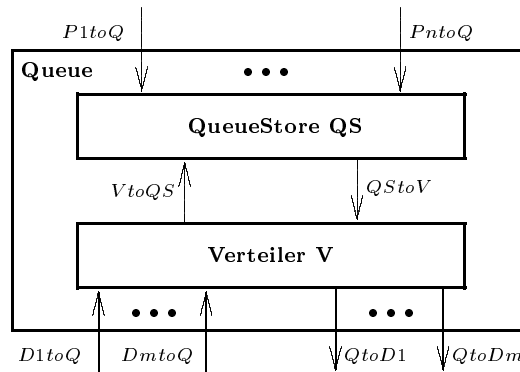 P1toQ PntoQ
Queue
QueueStore QS
VtoQS QStoV
Verteiler V
D1toQ DmtoQ QtoD1 QtoDm